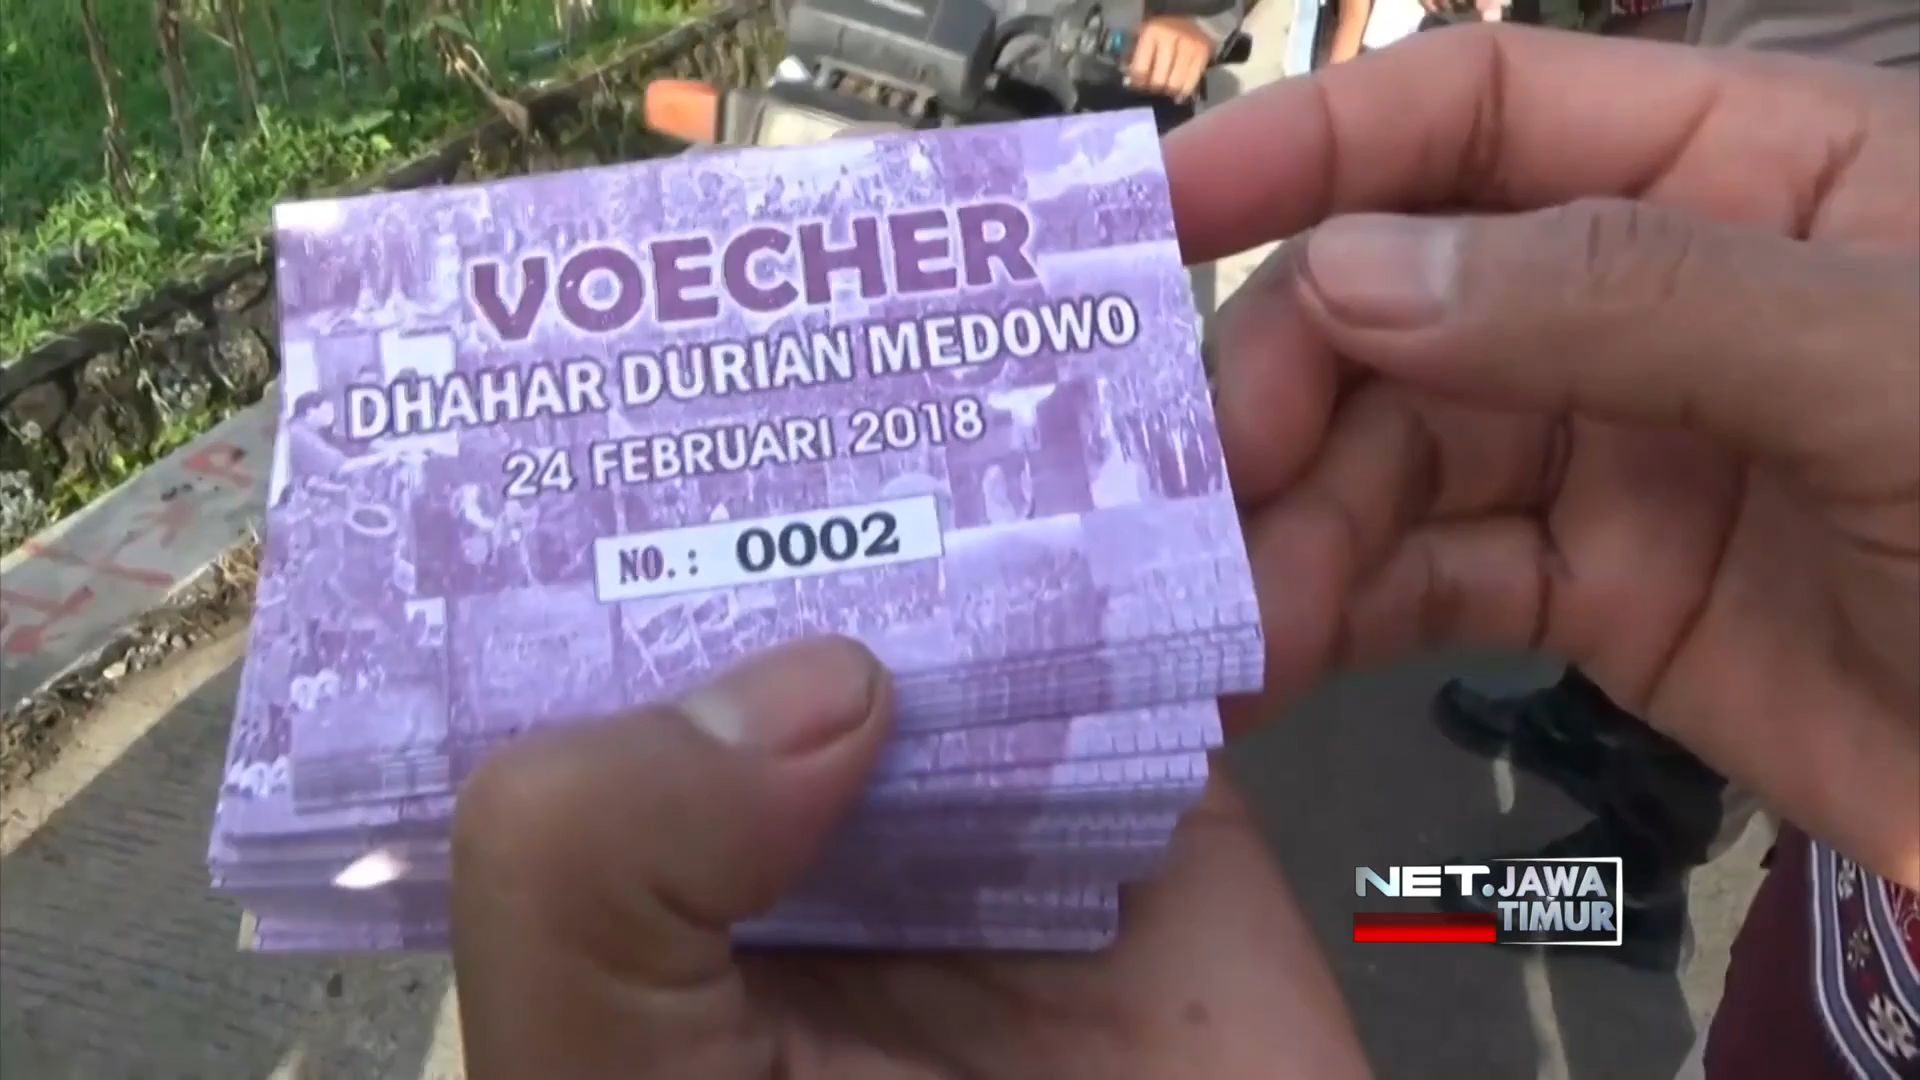 VOECHER
DHAHAR DURIAN MEDOWO
24 FEBRUARI 2018
NO.: 0002
NET. JAWA
TIMUR